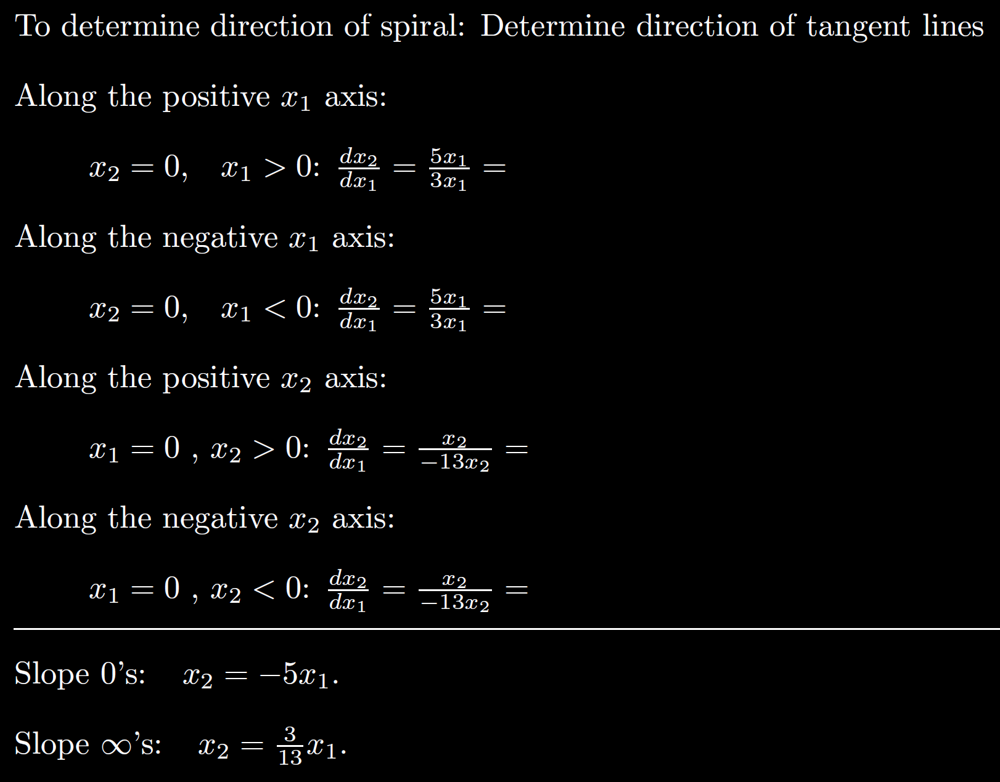 To determine direction of spiral: Determine direction of tangent lines
Along the positive $x_1$ axis:
$x_2 = 0, \quad x_1 > 0$: $\frac{dx_2}{dx_1} = \frac{5x_1}{3x_1} =$
Along the negative $x_1$ axis:
$x_2 = 0, \quad x_1 < 0$: $\frac{dx_2}{dx_1} = \frac{5x_1}{3x_1} =$
Along the positive $x_2$ axis:
$x_1 = 0 \, , \, x_2 > 0$: $\frac{dx_2}{dx_1} = \frac{x_2}{-13x_2} =$
Along the negative $x_2$ axis:
$x_1 = 0 \, , \, x_2 < 0$: $\frac{dx_2}{dx_1} = \frac{x_2}{-13x_2} =$
Slope 0's: $x_2 = -5x_1$.
Slope $\infty$'s: $x_2 = \frac{3}{13}x_1$.